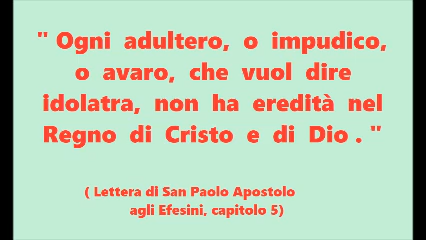 " Ogni adultero, o impudico,
o avaro, che vuol dire
idolatra, non ha eredità nel
Regno di Cristo e di Dio . "
( Lettera di San Paolo Apostolo
agli Efesini, capitolo 5)